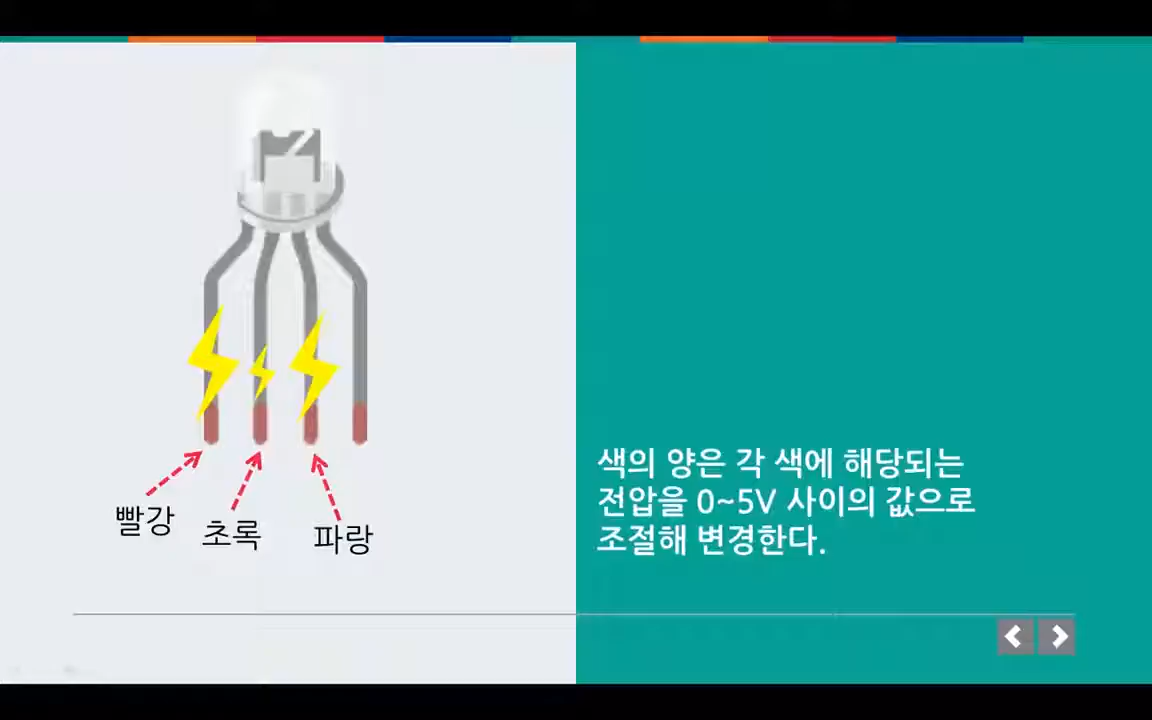 빨강
초록
파랑
색의 양은 각 색에 해당되는
전압을 0~5V 사이의 값으로
조절해 변경한다.